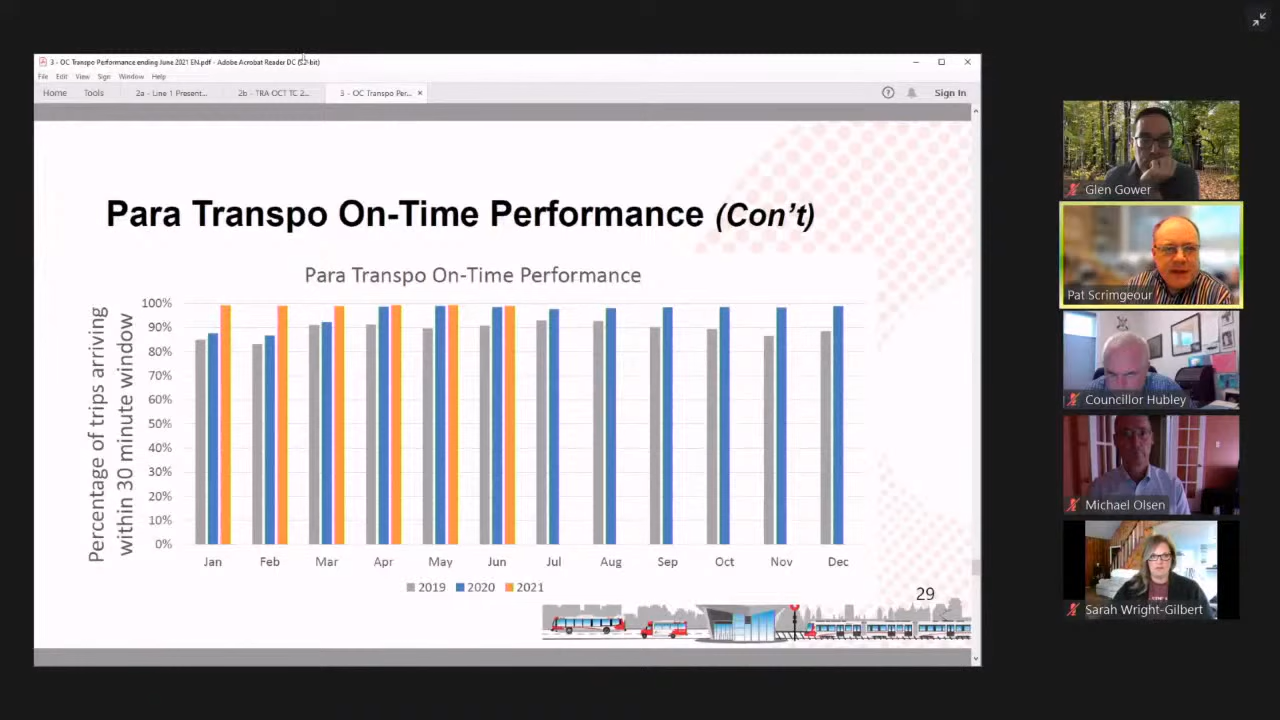 3 - OC Transpo Performance ending June 2021 EN.pdf - Adobe Acrobat Reader DC (32-bit)
File Edit View Sign Window Help
Home Tools 2a - Line 1 Present... 2b - TRA OCT TC 2... 3 - OC Transpo Per... × ? Sign In
Para Transpo On-Time Performance (Con't)
Para Transpo On-Time Performance
Percentage of trips arriving
within 30 minute window
100%
90%
80%
70%
60%
50%
40%
30%
20%
10%
0%
Jan Feb Mar Apr May Jun Jul Aug Sep Oct Nov Dec
2019 2020 2021
29
Glen Gower
Pat Scrimgeour
Councillor Hubley
Michael Olsen
Sarah Wright-Gilbert